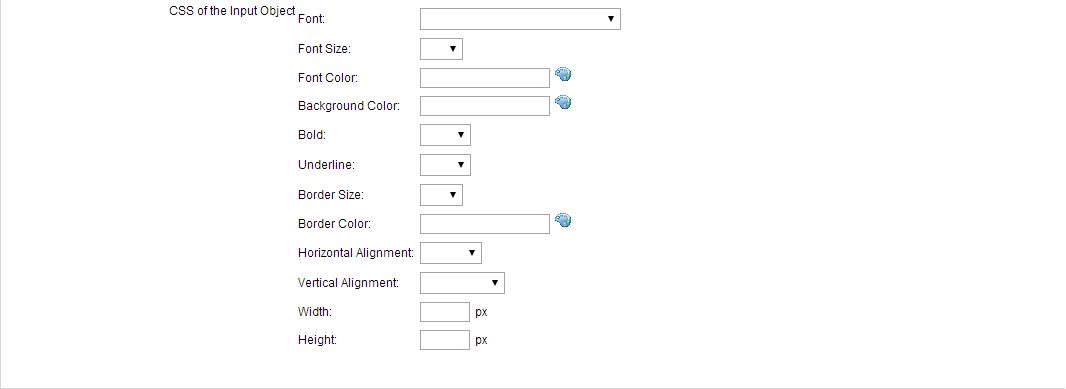 CSS of the Input Object
Font:
Font Size:
Font Color:
Background Color:
Bold:
Underline:
Border Size:
Border Color:
Horizontal Alignment:
Vertical Alignment:
Width: px
Height: px